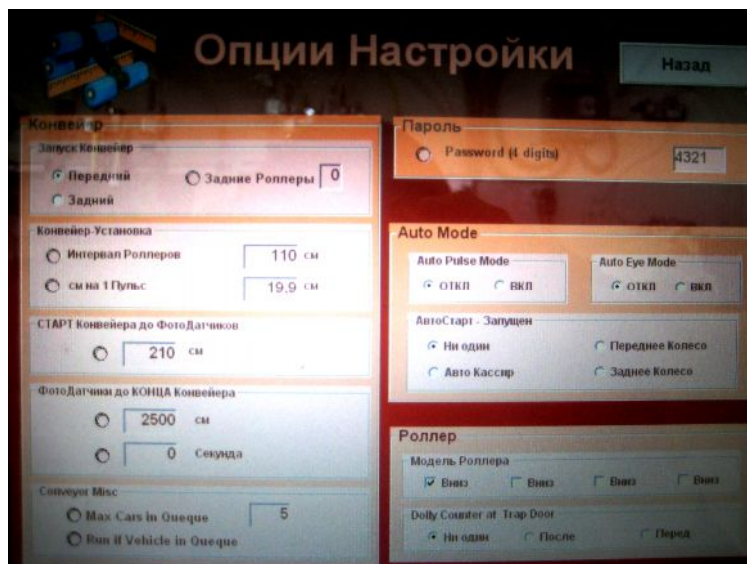 Опции Настройки
Назад
Конвейер
Запуск Конвейер
Передний
Задние Роллеры 0
Задний
Конвейер-Установка
Интервал Роллеров 110 см
см на 1 Пульс 19,9 см
СТАРТ Конвейера до ФотоДатчиков
210 см
ФотоДатчики до КОНЦА Конвейера
2500 см
0 Секунда
Conveyor Misc
Max Cars in Queque 5
Run if Vehicle in Queque
Пароль
Password (4 digits) 4321
Auto Mode
Auto Pulse Mode
ОТКЛ ВКЛ
Auto Eye Mode
ОТКЛ ВКЛ
АвтоСтарт - Запущен
Ни один Переднее Колесо
Авто Кассир Заднее Колесо
Роллер
Модель Роллера
Вниз Вниз Вниз Вниз
Dolly Counter at Trap Door
Ни один После Перед